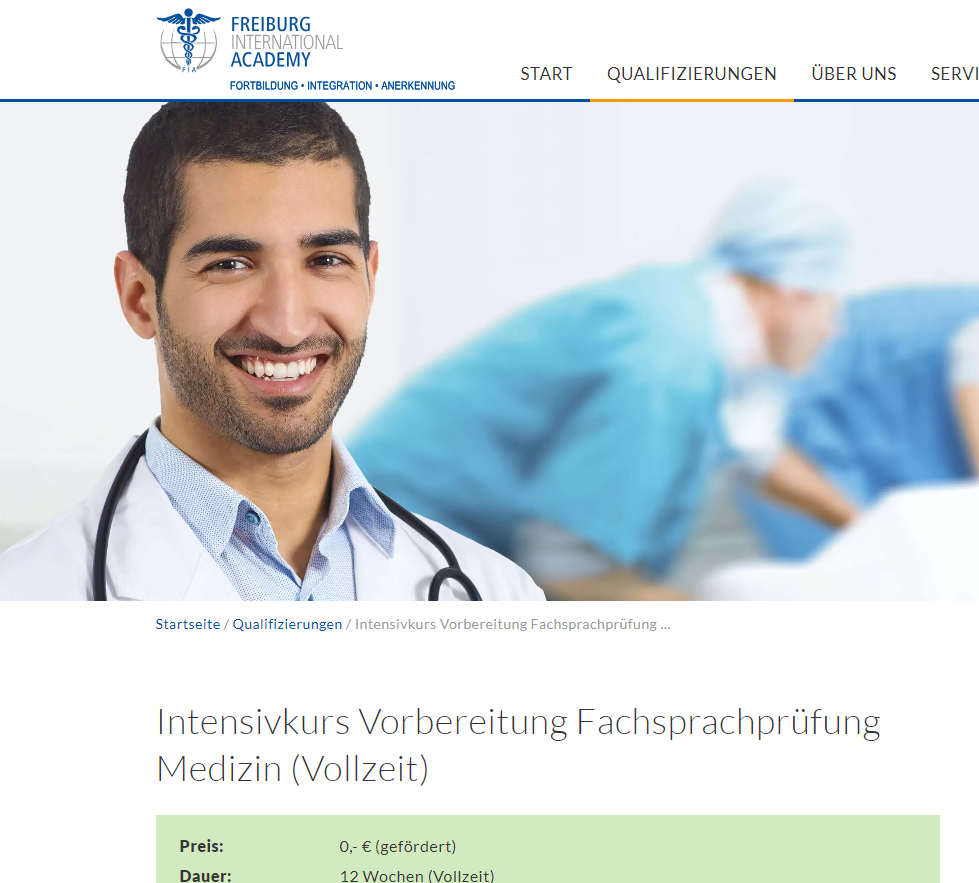 FREIBURG
INTERNATIONAL
ACADEMY
FIA
FORTBILDUNG • INTEGRATION • ANERKENNUNG
START QUALIFIZIERUNGEN ÜBER UNS SERVI
Startseite / Qualifizierungen / Intensivkurs Vorbereitung Fachsprachprüfung ...
Intensivkurs Vorbereitung Fachsprachprüfung
Medizin (Vollzeit)
Preis: 0,- € (gefördert)
Dauer: 12 Wochen (Vollzeit)